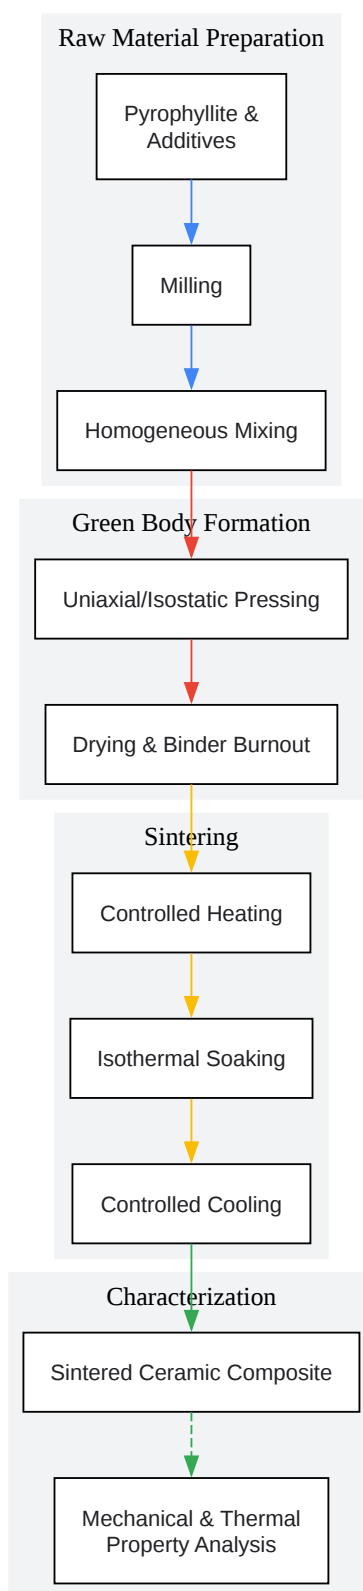 Raw Material Preparation
Pyrophyllite &
Additives
Milling
Homogeneous Mixing
Green Body Formation
Uniaxial/Isostatic Pressing
Drying & Binder Burnout
Sintering
Controlled Heating
Isothermal Soaking
Controlled Cooling
Characterization
Sintered Ceramic Composite
Mechanical & Thermal
Property Analysis